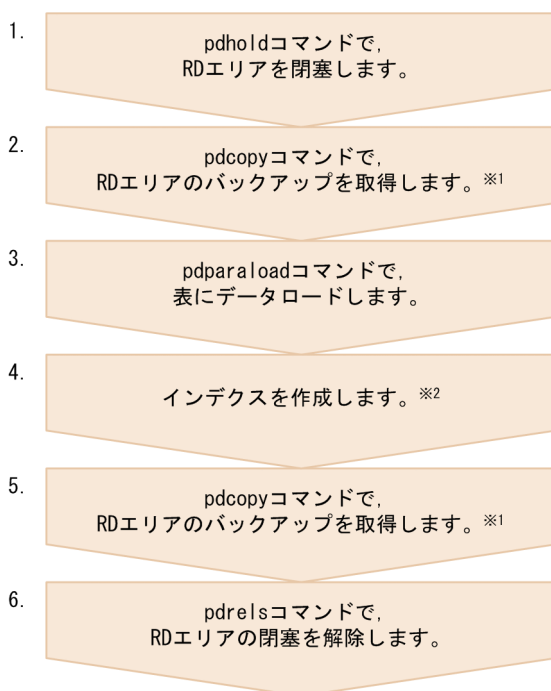 1.
pdholdコマンドで，
RDエリアを閉塞します。
2.
pdcopyコマンドで，
RDエリアのバックアップを取得します。※1
3.
pdparaloadコマンドで，
表にデータロードします。
4.
インデクスを作成します。※2
5.
pdcopyコマンドで，
RDエリアのバックアップを取得します。※1
6.
pdrelsコマンドで，
RDエリアの閉塞を解除します。